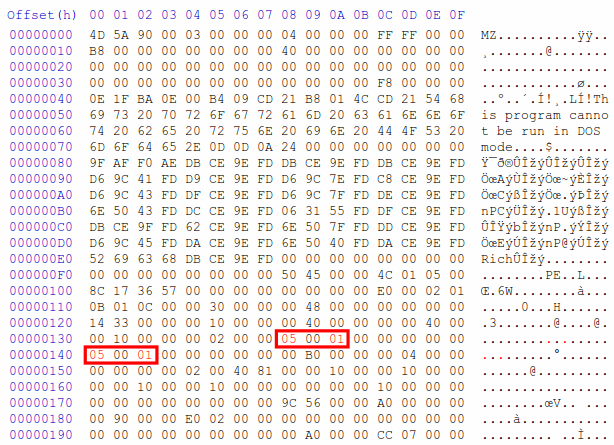 Offset(h) 00 01 02 03 04 05 06 07 08 09 0A 0B 0C 0D 0E 0F
00000000 4D 5A 90 00 03 00 00 00 04 00 00 00 FF FF 00 00 MZ..........ÿÿ..
00000010 B8 00 00 00 00 00 00 00 40 00 00 00 00 00 00 00 ¸.......@.......
00000020 00 00 00 00 00 00 00 00 00 00 00 00 00 00 00 00 ................
00000030 00 00 00 00 00 00 00 00 00 00 00 00 F8 00 00 00 ............ø...
00000040 0E 1F BA 0E 00 B4 09 CD 21 B8 01 4C CD 21 54 68 ..º..´.Í!¸.LÍ!Th
00000050 69 73 20 70 72 6F 67 72 61 6D 20 63 61 6E 6E 6F is program canno
00000060 74 20 62 65 20 72 75 6E 20 69 6E 20 44 4F 53 20 t be run in DOS
00000070 6D 6F 64 65 2E 0D 0D 0A 24 00 00 00 00 00 00 00 mode....$.......
00000080 9F AF F0 AE DB CE 9E FD DB CE 9E FD DB CE 9E FD Ÿ¯ð®ÛÎžýÛÎžýÛÎžý
00000090 D6 9C 41 FD D9 CE 9E FD D6 9C 7E FD C8 CE 9E FD ÖœAýÙÎžýÖœ~ýÈÎžý
000000A0 D6 9C 43 FD DF CE 9E FD D6 9C 7F FD DE CE 9E FD ÖœCýßÎžýÖœ.ýÞÎžý
000000B0 6E 50 43 FD DC CE 9E FD 06 31 55 FD DF CE 9E FD nPCýÜÎžý.1UýßÎžý
000000C0 DB CE 9F FD 62 CE 9E FD 6E 50 7F FD DD CE 9E FD ÛÎŸýbÎžýnP.ýÝÎžý
000000D0 D6 9C 45 FD DA CE 9E FD 6E 50 40 FD DA CE 9E FD ÖœEýÚÎžýnP@ýÚÎžý
000000E0 52 69 63 68 DB CE 9E FD 00 00 00 00 00 00 00 00 RichÛÎžý........
000000F0 00 00 00 00 00 00 00 00 50 45 00 00 4C 01 05 00 ........PE..L...
00000100 8C 17 36 57 00 00 00 00 00 00 00 00 E0 00 02 01 Œ.6W........à...
00000110 0B 01 0C 00 00 30 00 00 00 48 00 00 00 00 00 00 .....0...H......
00000120 14 33 00 00 00 10 00 00 00 40 00 00 00 00 40 00 .3.......@....@.
00000130 00 10 00 00 00 02 00 00 05 00 01 00 00 00 00 00 ................
00000140 05 00 01 00 00 00 00 00 00 B0 00 00 00 04 00 00 .........°......
00000150 00 00 00 00 02 00 40 81 00 00 10 00 00 10 00 00 ......@.........
00000160 00 00 10 00 00 10 00 00 00 00 00 00 10 00 00 00 ................
00000170 00 00 00 00 00 00 00 00 9C 56 00 00 A0 00 00 00 ........œV.. ...
00000180 00 90 00 00 E0 02 00 00 00 00 00 00 00 00 00 00 ....à...........
00000190 00 00 00 00 00 00 00 00 00 A0 00 00 CC 07 00 00 ......... ..Ì...